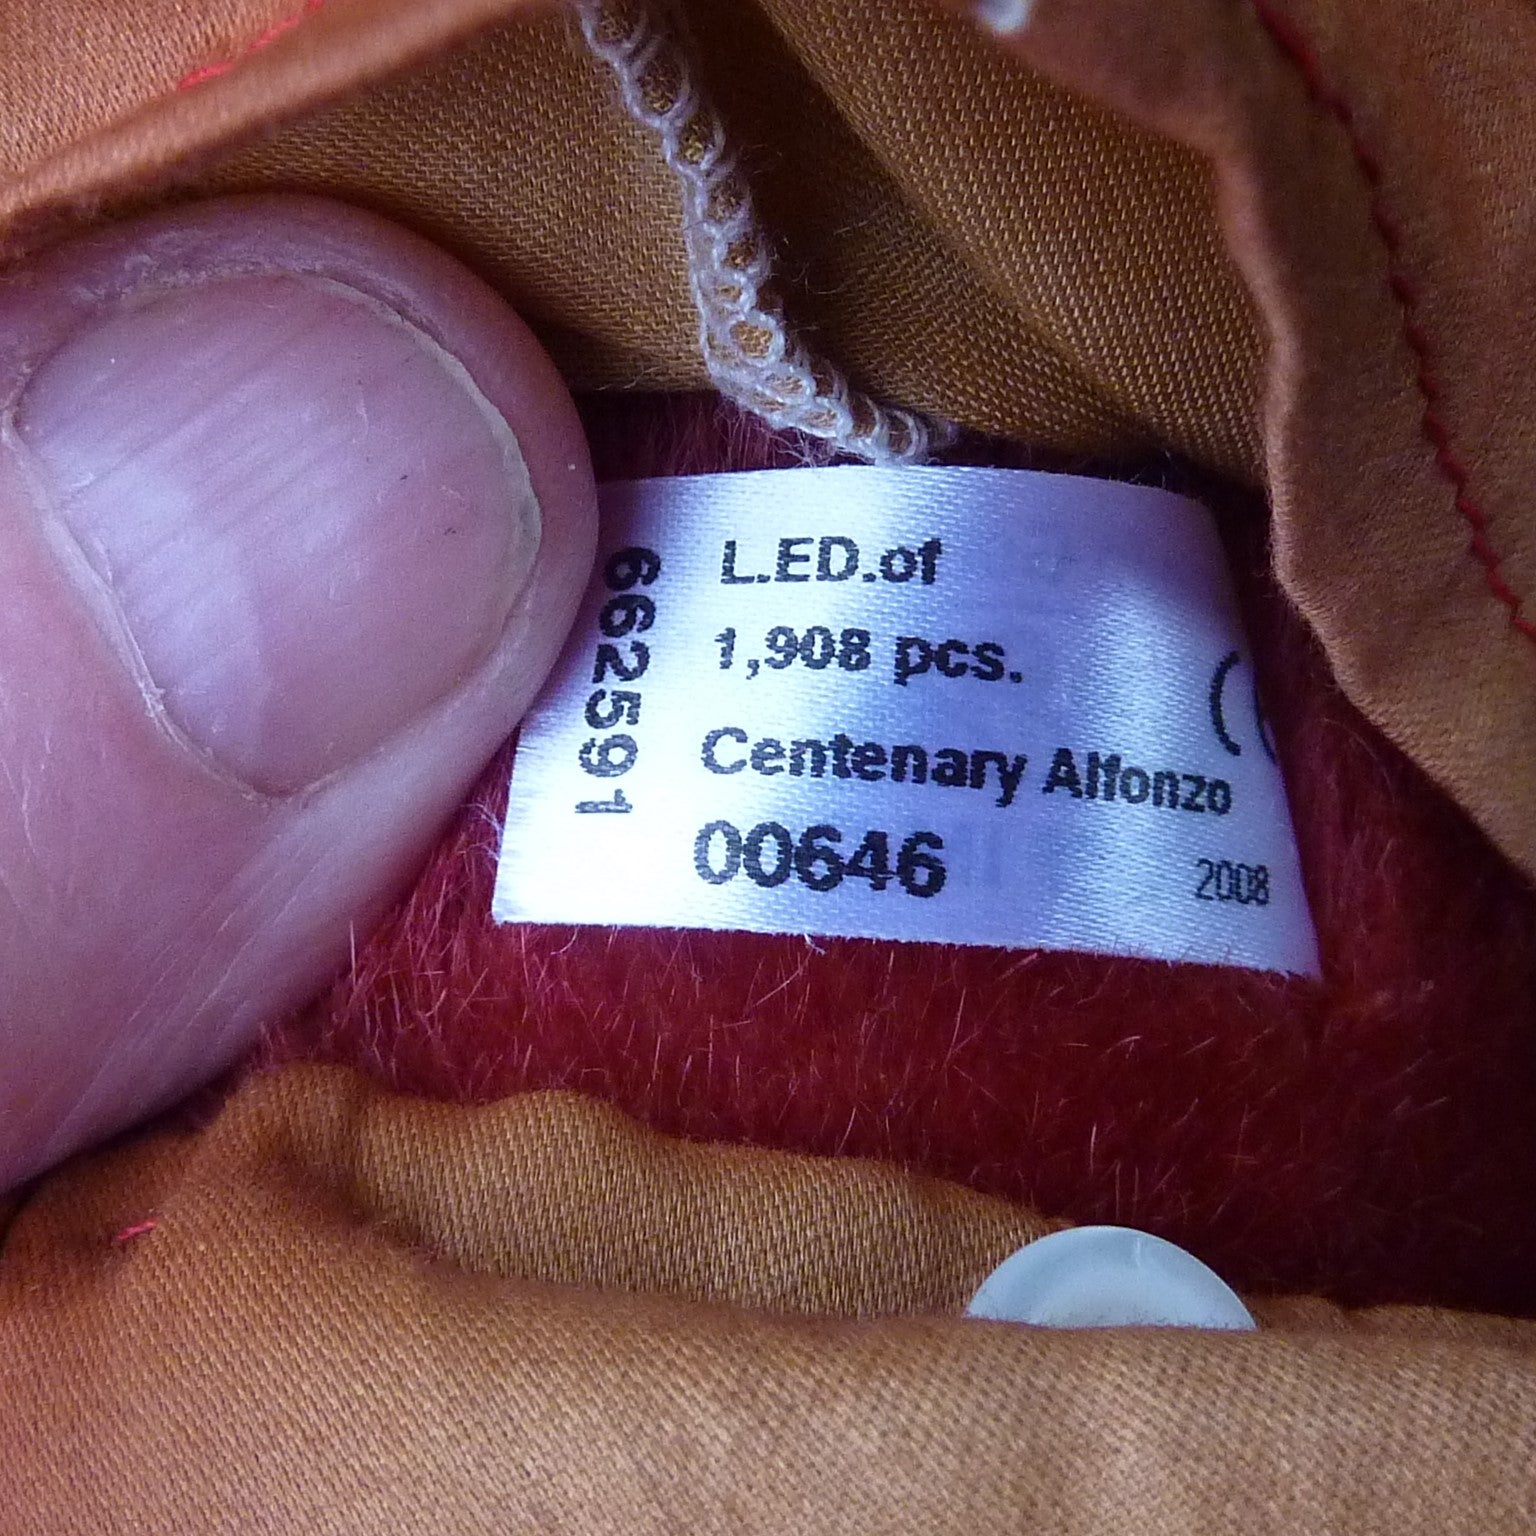 L.ED.of
1,908 pcs.
Centenary Alfonzo
00646
2008
662591